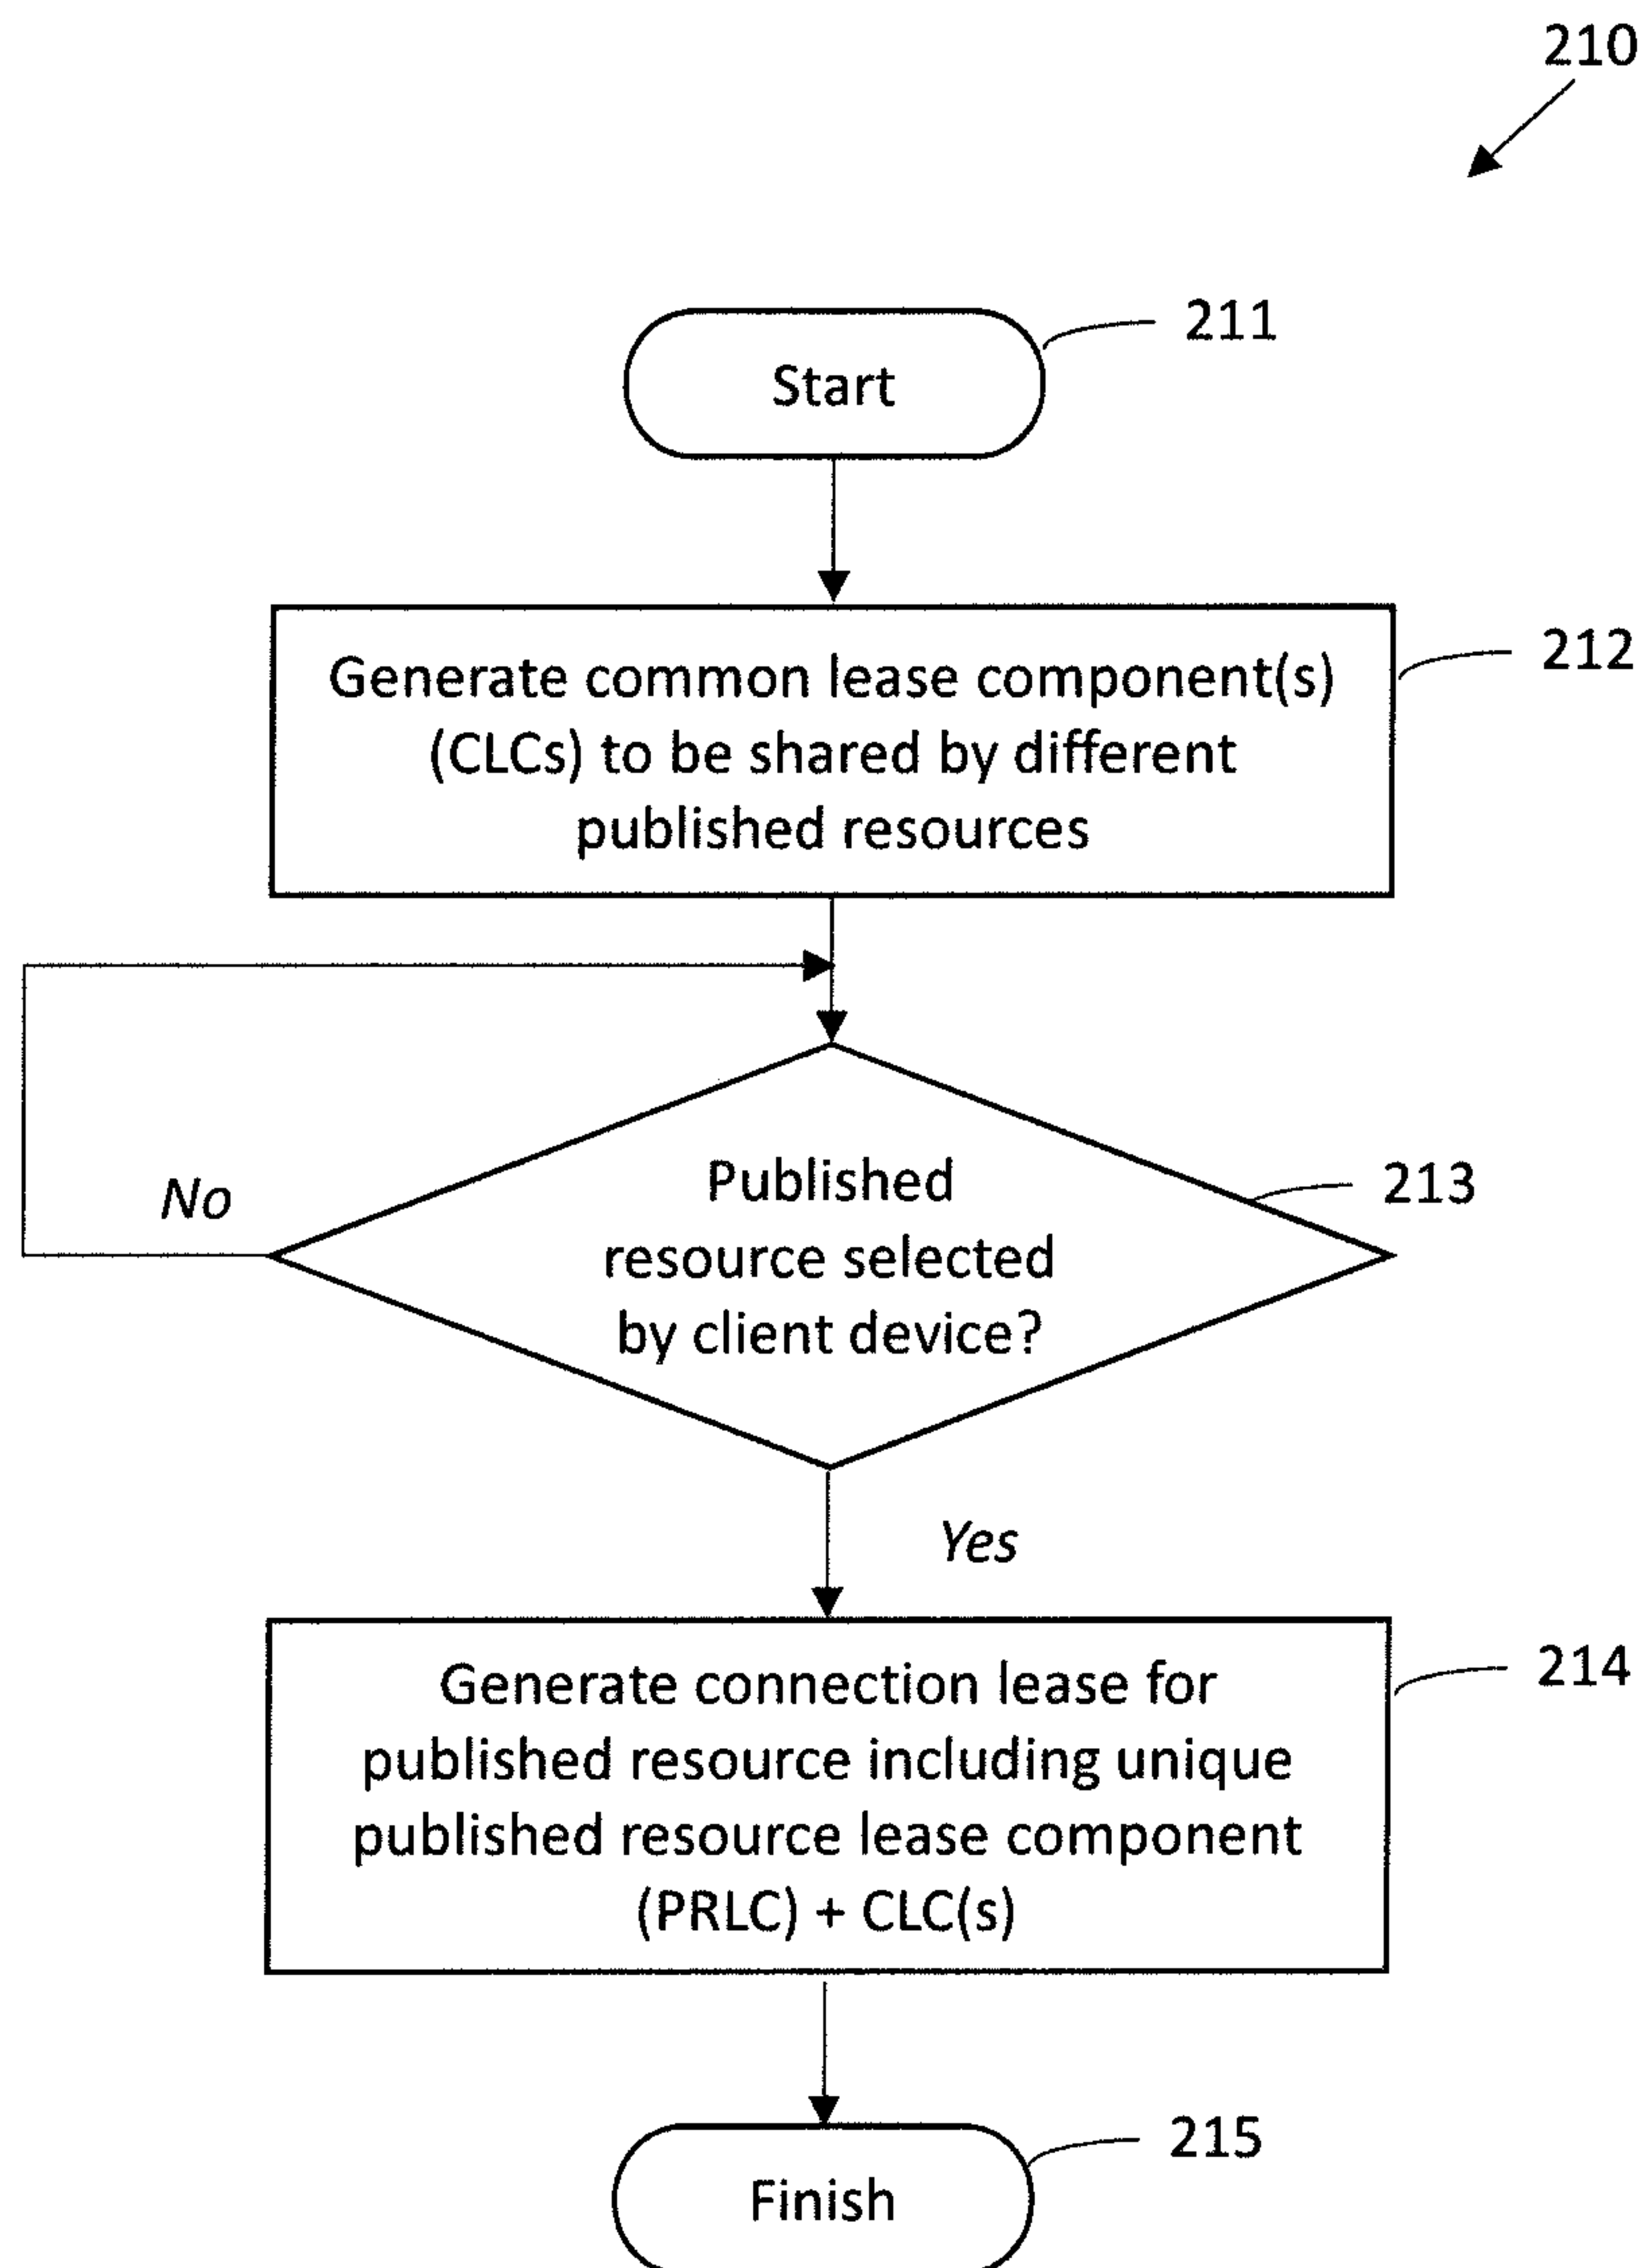 210
211
Start
212
Generate common lease component(s)
(CLCs) to be shared by different
published resources
No
213
Published
resource selected
by client device?
Yes
214
Generate connection lease for
published resource including unique
published resource lease component
(PRLC) + CLC(s)
215
Finish